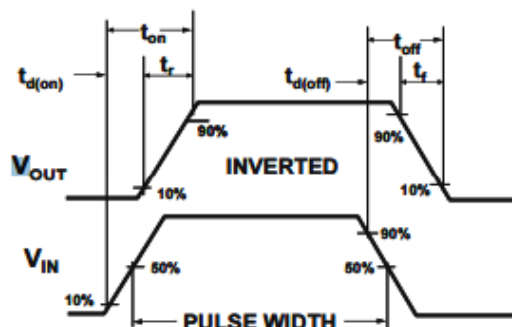 ton
toff
td(on)
tr
td(off)
tf
90%
90%
VOUT
INVERTED
10%
10%
90%
VIN
50%
50%
10%
PULSE WIDTH